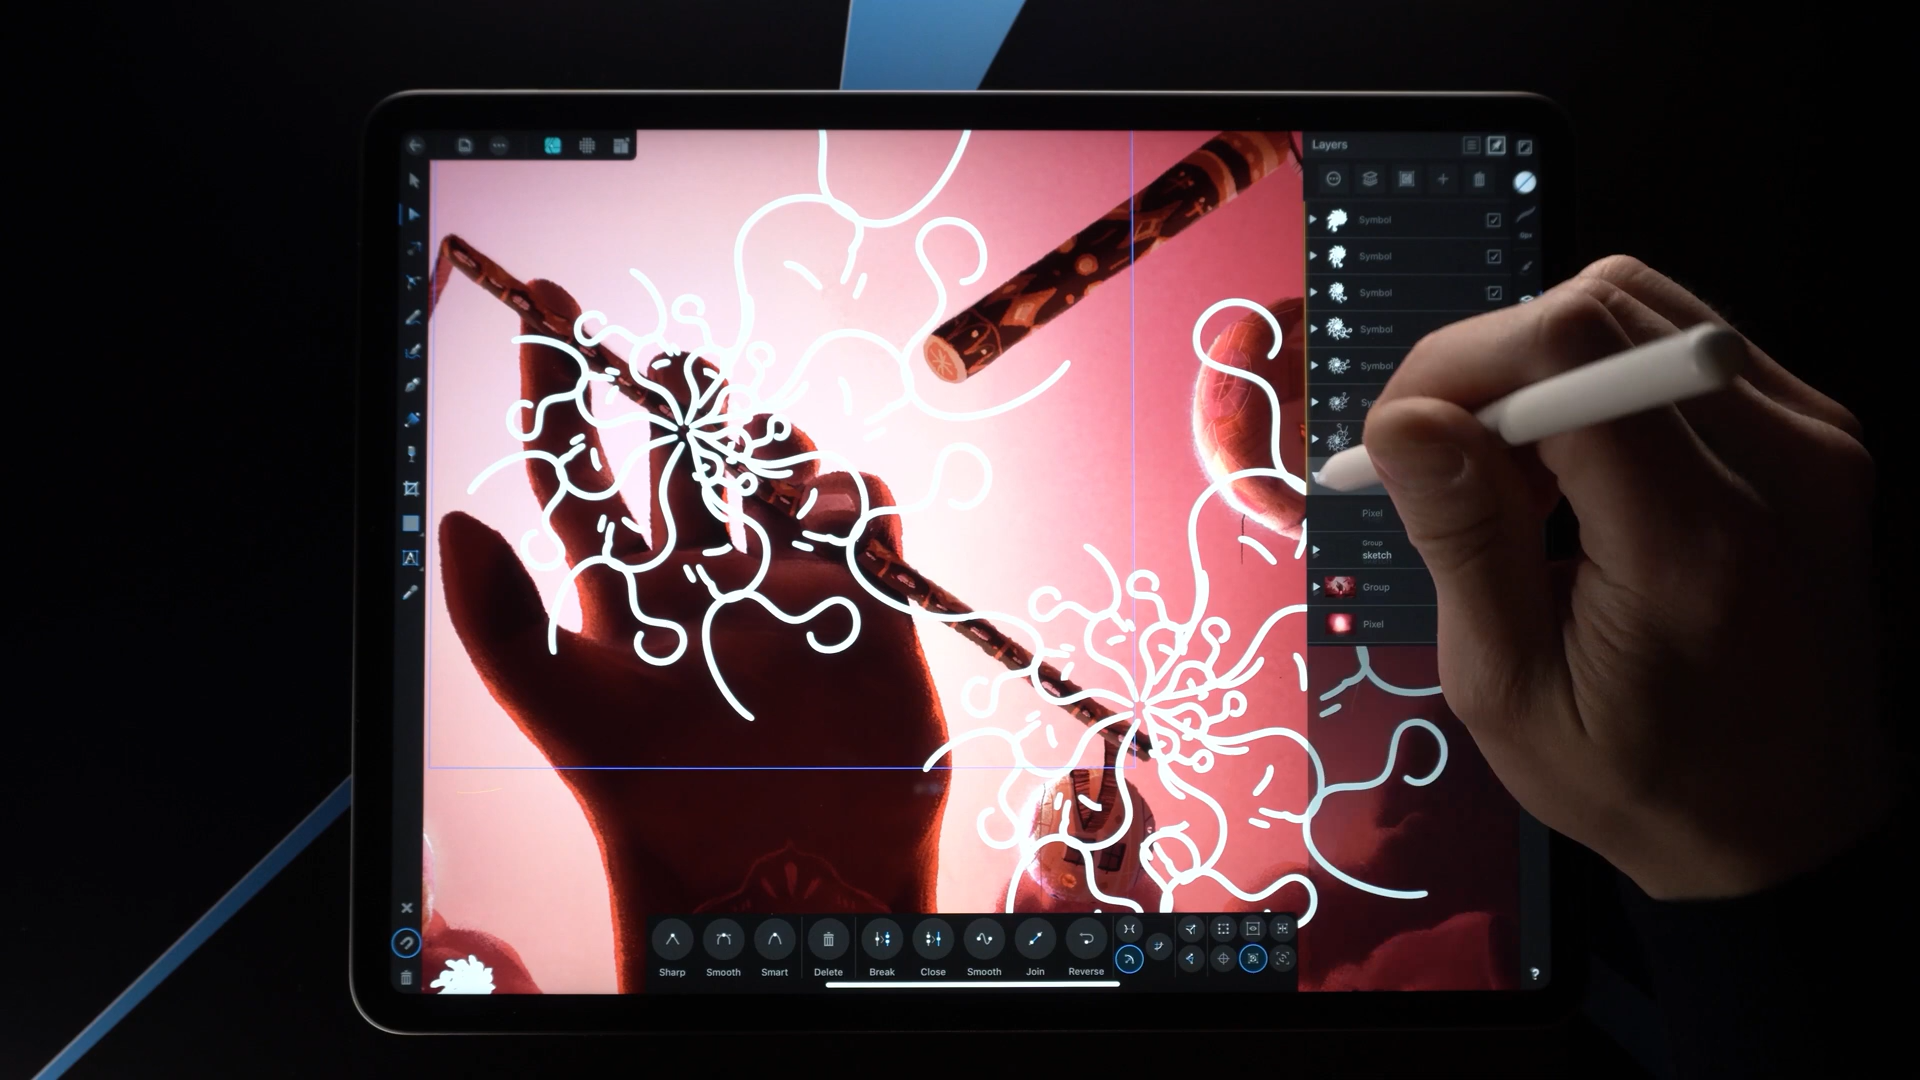 Layers
Symbol
Symbol
Symbol
Symbol
Symbol
Pixel
Group
sketch
Group
Pixel
Sharp
Smooth
Smart
Delete
Break
Close
Smooth
Join
Reverse
A
?